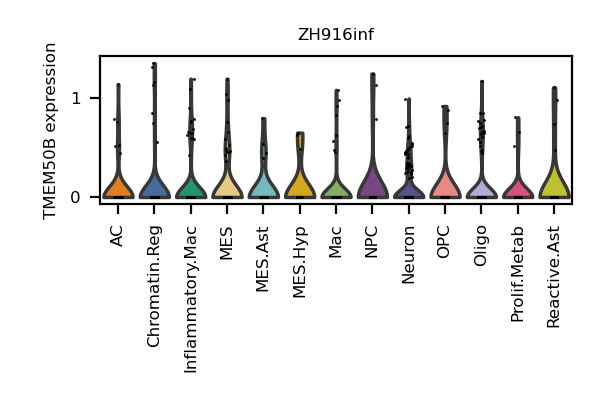 ZH916inf
TMEM50B expression
1
0
AC
Chromatin.Reg
Inflammatory.Mac
MES
MES.Ast
MES.Hyp
Mac
NPC
Neuron
OPC
Oligo
Prolif.Metab
Reactive.Ast